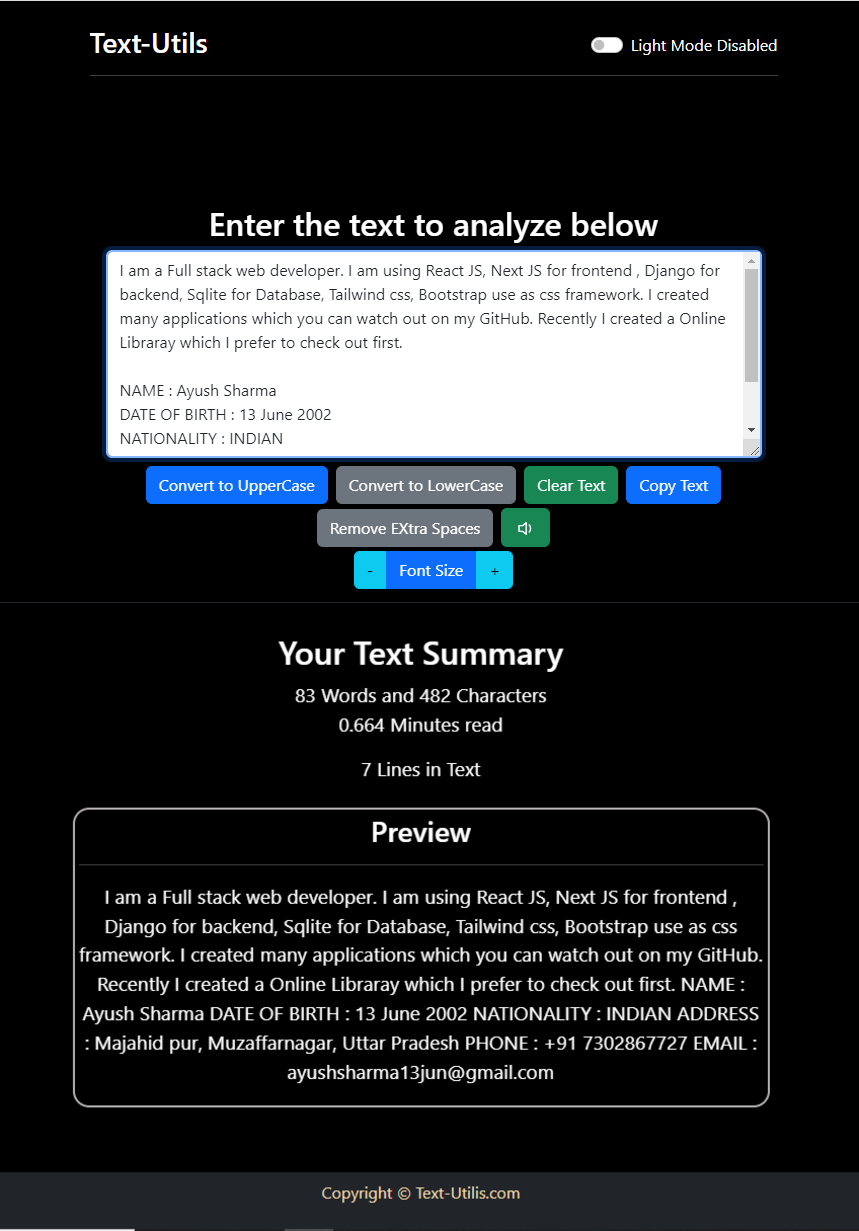 Text-Utils
Light Mode Disabled
Enter the text to analyze below
I am a Full stack web developer. I am using React JS, Next JS for frontend , Django for
backend, Sqlite for Database, Tailwind css, Bootstrap use as css framework. I created
many applications which you can watch out on my GitHub. Recently I created a Online
Libraray which I prefer to check out first.
NAME : Ayush Sharma
DATE OF BIRTH : 13 June 2002
NATIONALITY : INDIAN
Convert to UpperCase
Convert to LowerCase
Clear Text
Copy Text
Remove EXtra Spaces
- Font Size +
Your Text Summary
83 Words and 482 Characters
0.664 Minutes read
7 Lines in Text
Preview
I am a Full stack web developer. I am using React JS, Next JS for frontend ,
Django for backend, Sqlite for Database, Tailwind css, Bootstrap use as css
framework. I created many applications which you can watch out on my GitHub.
Recently I created a Online Libraray which I prefer to check out first. NAME :
Ayush Sharma DATE OF BIRTH : 13 June 2002 NATIONALITY : INDIAN ADDRESS
: Majahid pur, Muzaffarnagar, Uttar Pradesh PHONE : +91 7302867727 EMAIL :
ayushsharma13jun@gmail.com
Copyright © Text-Utilis.com